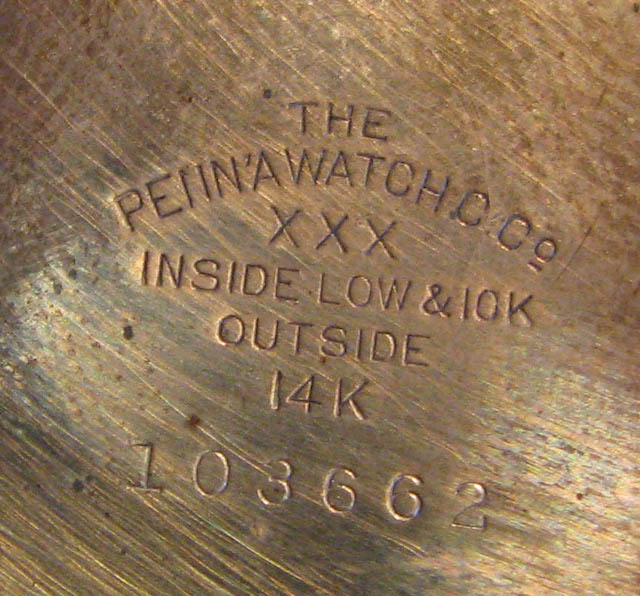 THE
PENN'A WATCH.C.Co
XXX
INSIDE.LOW & 10K
OUTSIDE
14K
103662